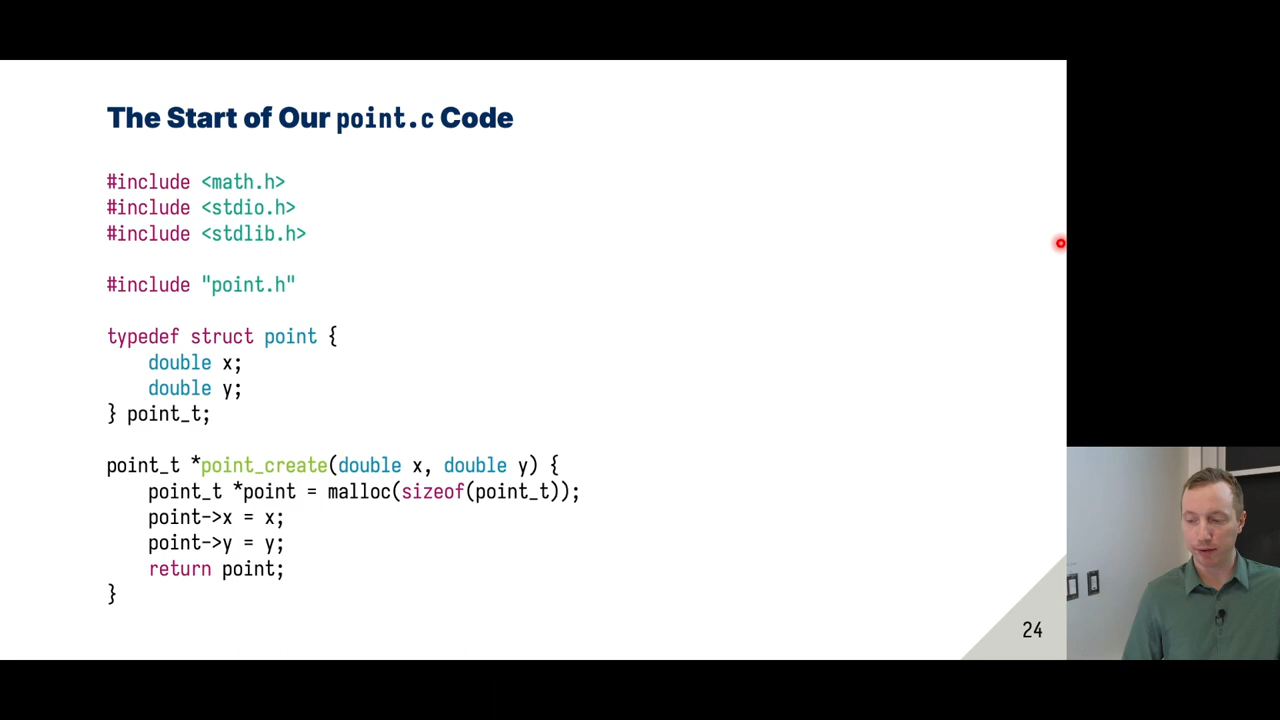 The Start of Our point.c Code
#include <math.h>
#include <stdio.h>
#include <stdlib.h>
#include "point.h"
typedef struct point {
    double x;
    double y;
} point_t;
point_t *point_create(double x, double y) {
    point_t *point = malloc(sizeof(point_t));
    point->x = x;
    point->y = y;
    return point;
}
24